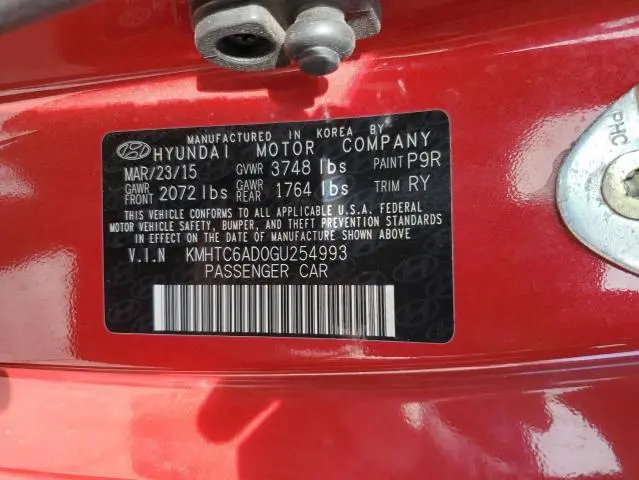 MANUFACTURED IN KOREA BY
HYUNDAI MOTOR COMPANY
MAR/23/15 GVWR 3748 lbs PAINT P9R
GAWR FRONT 2072 lbs GAWR REAR 1764 lbs TRIM RY
THIS VEHICLE CONFORMS TO ALL APPLICABLE U.S.A. FEDERAL
MOTOR VEHICLE SAFETY, BUMPER, AND THEFT PREVENTION STANDARDS
IN EFFECT ON THE DATE OF MANUFACTURE SHOWN ABOVE
V.I.N KMHTC6AD0GU254993
PASSENGER CAR
PHC